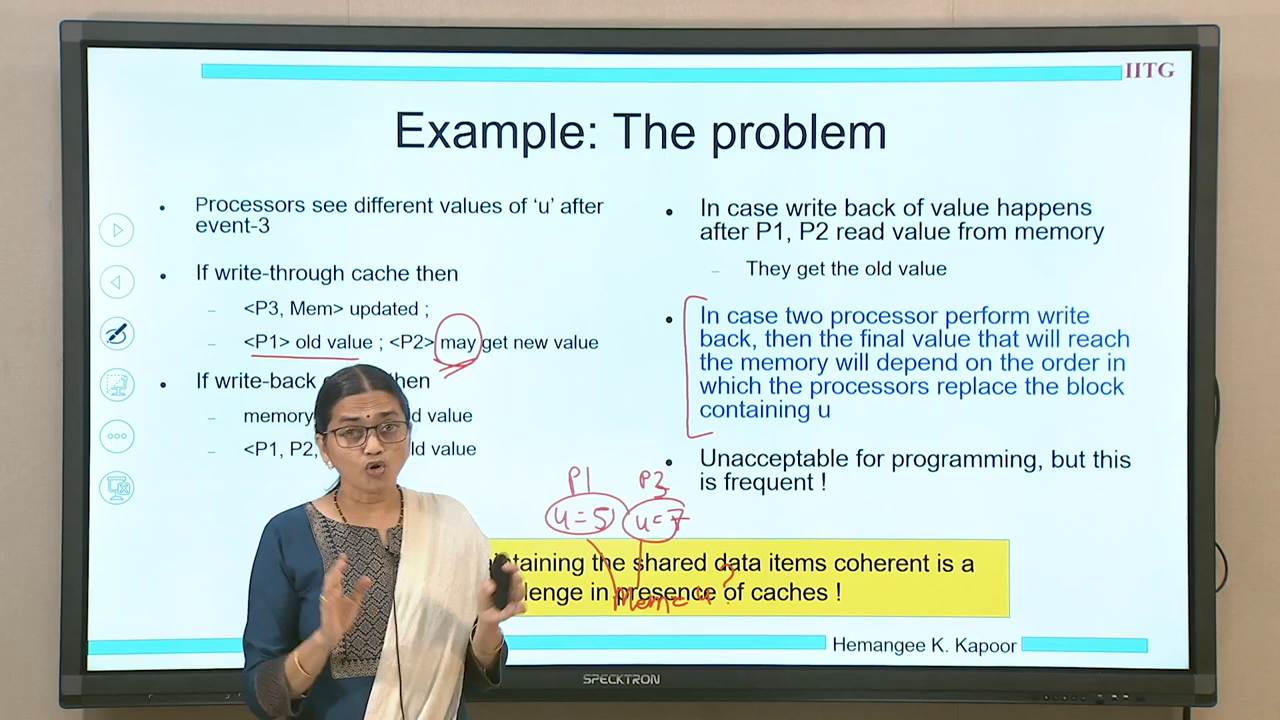 IITG
Example: The problem
• Processors see different values of ‘u’ after
event-3
• If write-through cache then
– <P3, Mem> updated ;
– <P1> old value ; <P2> may get new value
• If write-back then
– memory d value
– <P1, P2, ld value
• In case write back of value happens
after P1, P2 read value from memory
– They get the old value
• In case two processor perform write
back, then the final value that will reach
the memory will depend on the order in
which the processors replace the block
containing u
• Unacceptable for programming, but this
is frequent !
P1 P3
u=5 u=7
taining the shared data items coherent is a
lenge in presence of caches !
Mem= u ?
Hemangee K. Kapoor
SPECKTRON